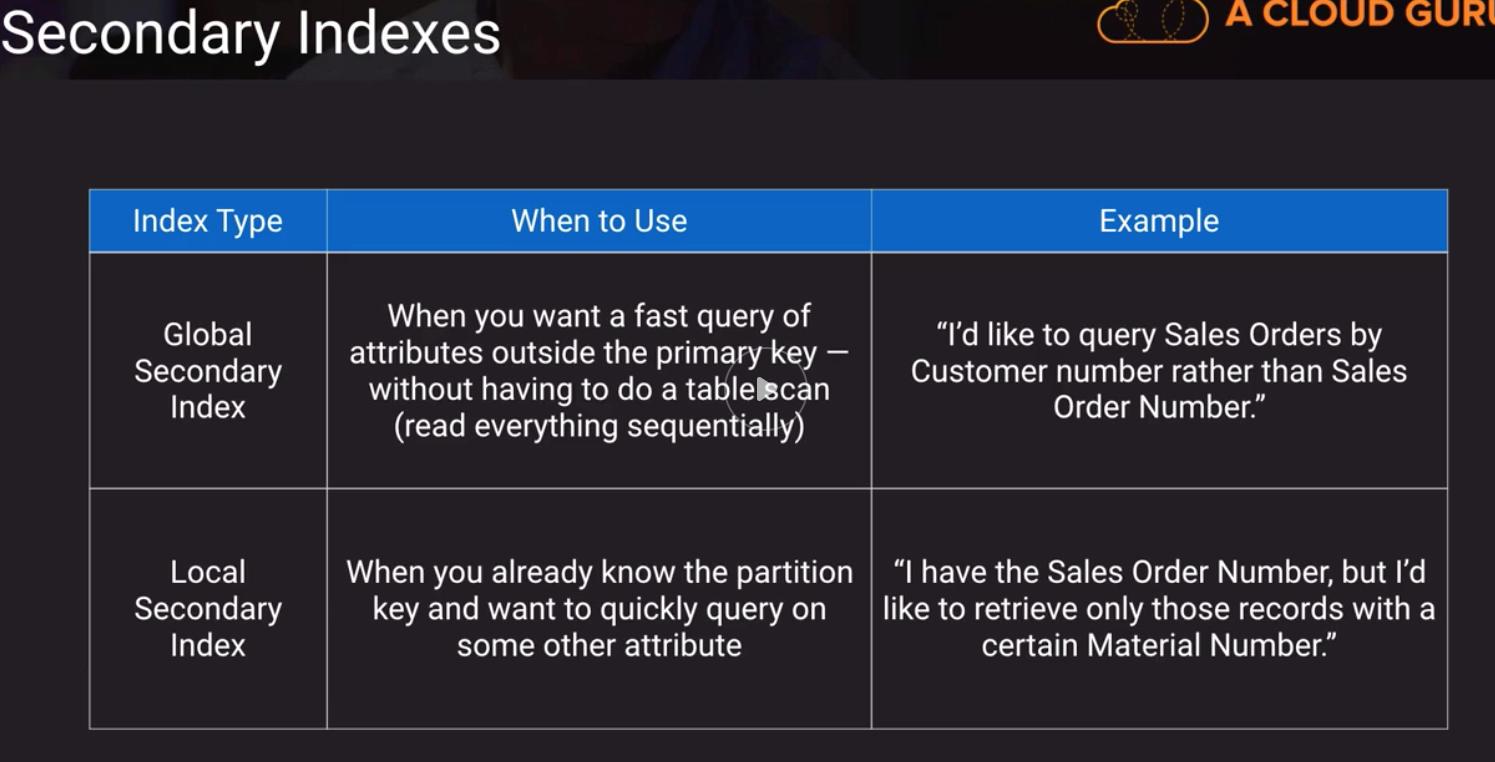 Secondary Indexes
A CLOUD GURU
Index Type
When to Use
Example
Global
Secondary
Index
When you want a fast query of
attributes outside the primary key —
without having to do a table scan
(read everything sequentially)
“I’d like to query Sales Orders by
Customer number rather than Sales
Order Number.”
Local
Secondary
Index
When you already know the partition
key and want to quickly query on
some other attribute
“I have the Sales Order Number, but I’d
like to retrieve only those records with a
certain Material Number.”